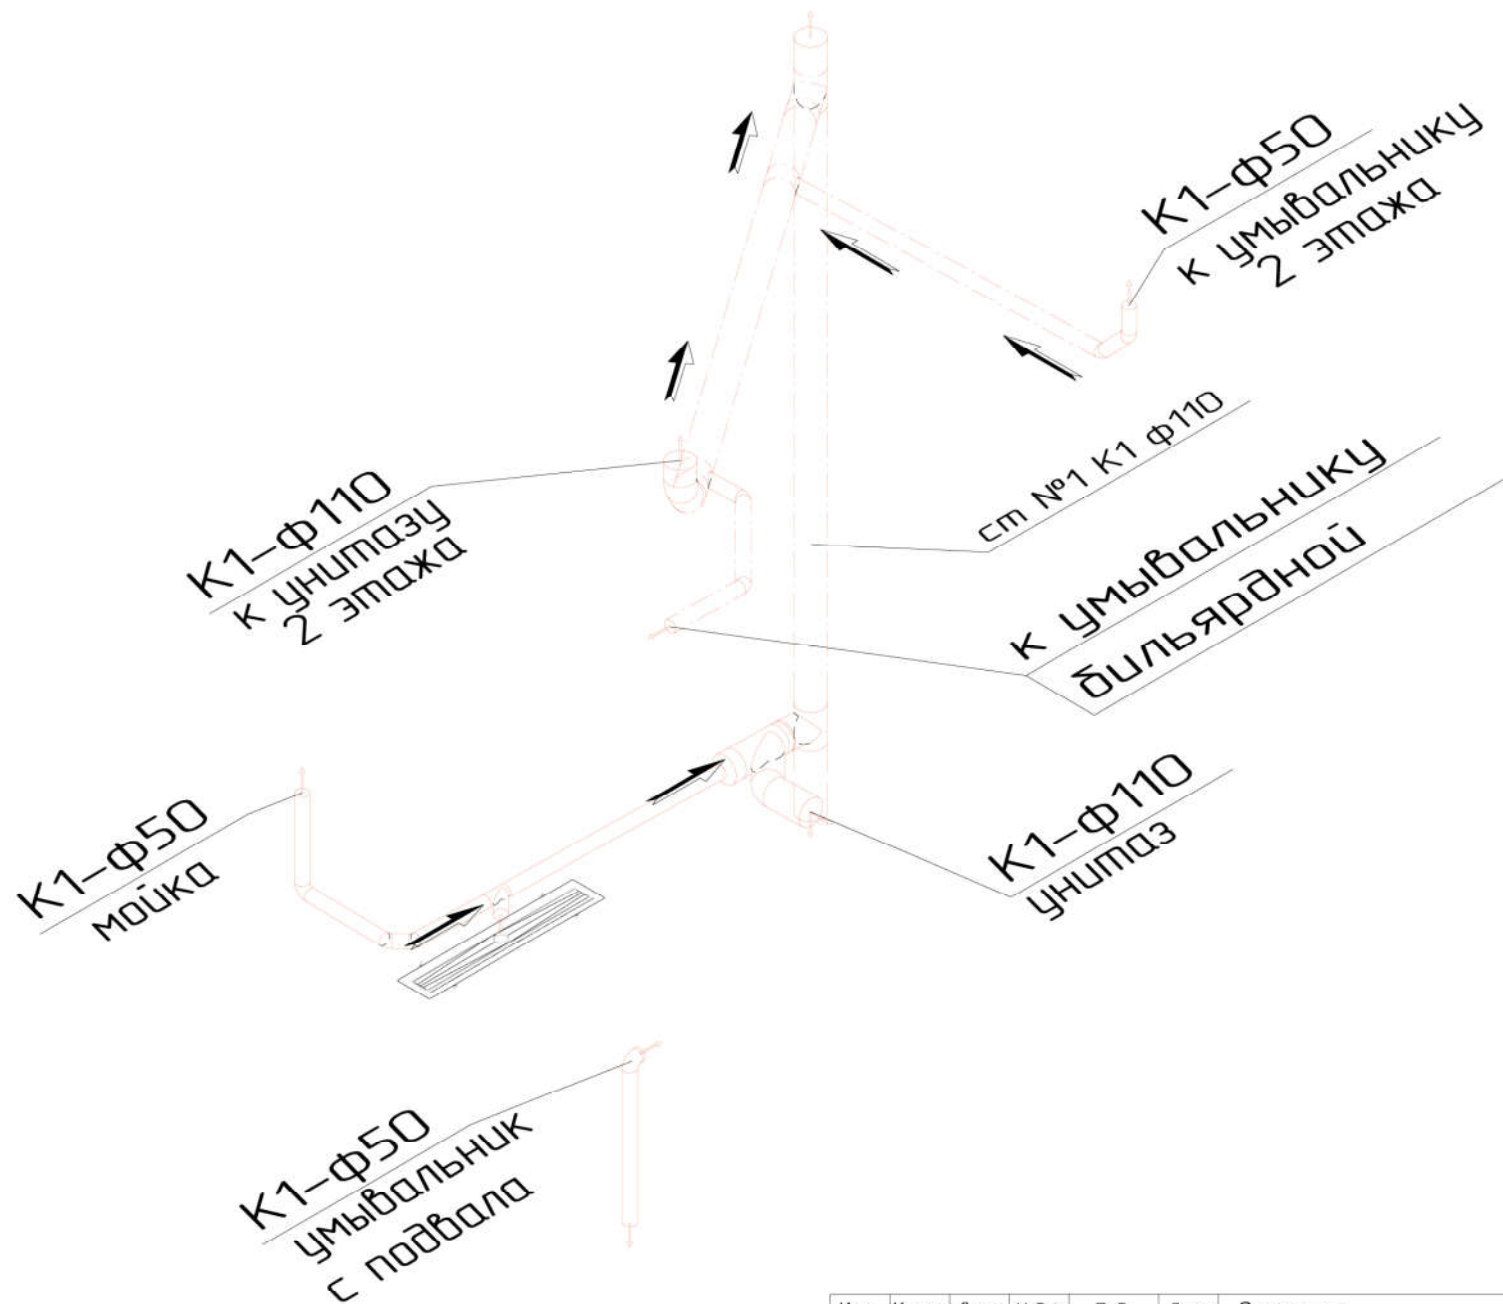 К1-ф50
к умывальнику
2 этажа
ст №1 К1 ф110
К1-ф110
к унитазу
2 этажа
к умывальнику
бильярдной
К1-ф50
мойка
К1-ф110
унитаз
К1-ф50
умывальник
с подвала